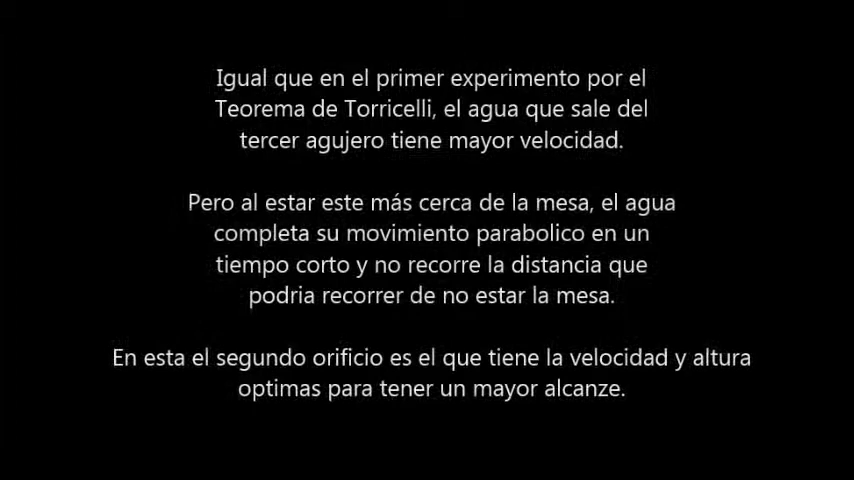 Igual que en el primer experimento por el
Teorema de Torricelli, el agua que sale del
tercer agujero tiene mayor velocidad.
Pero al estar este más cerca de la mesa, el agua
completa su movimiento parabolico en un
tiempo corto y no recorre la distancia que
podria recorrer de no estar la mesa.
En esta el segundo orificio es el que tiene la velocidad y altura
optimas para tener un mayor alcanze.